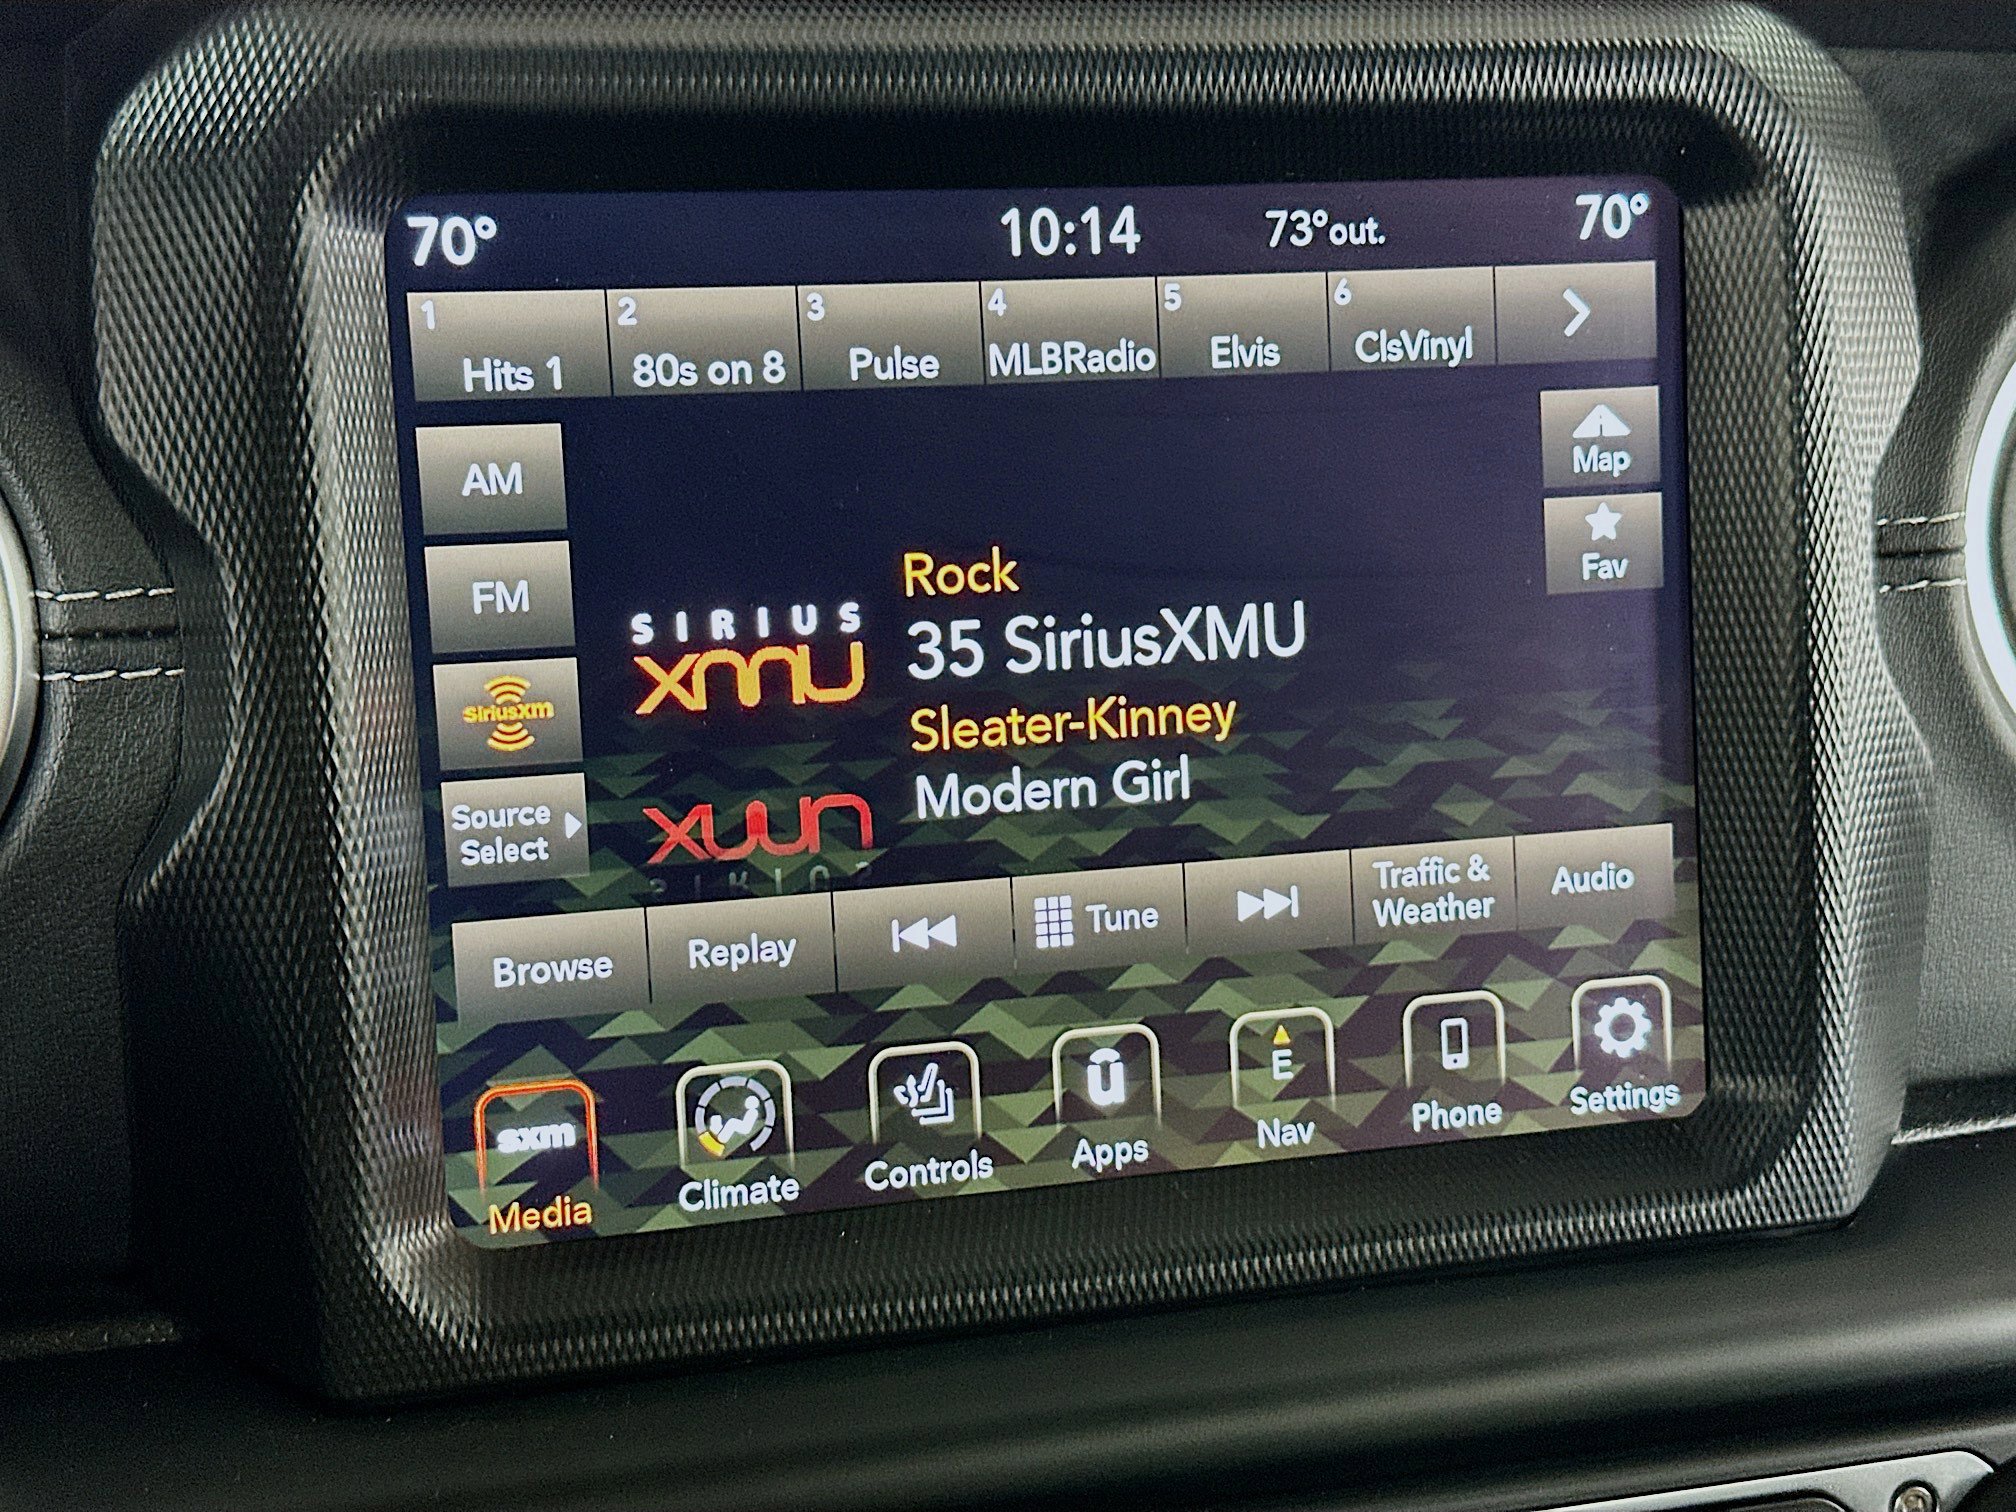 70° 10:14 73°out. 70°
1 2 3 4 5 6
Hits 1 80s on 8 Pulse MLBRadio Elvis ClsVinyl
AM
FM
SiriusXM
Source
Select
Map
Fav
SIRIUS
XMU
Rock
35 SiriusXMU
Sleater-Kinney
Modern Girl
Browse Replay Tune Traffic &
Weather Audio
sxm
Media
Climate
Controls
Apps
E
Nav
Phone
Settings